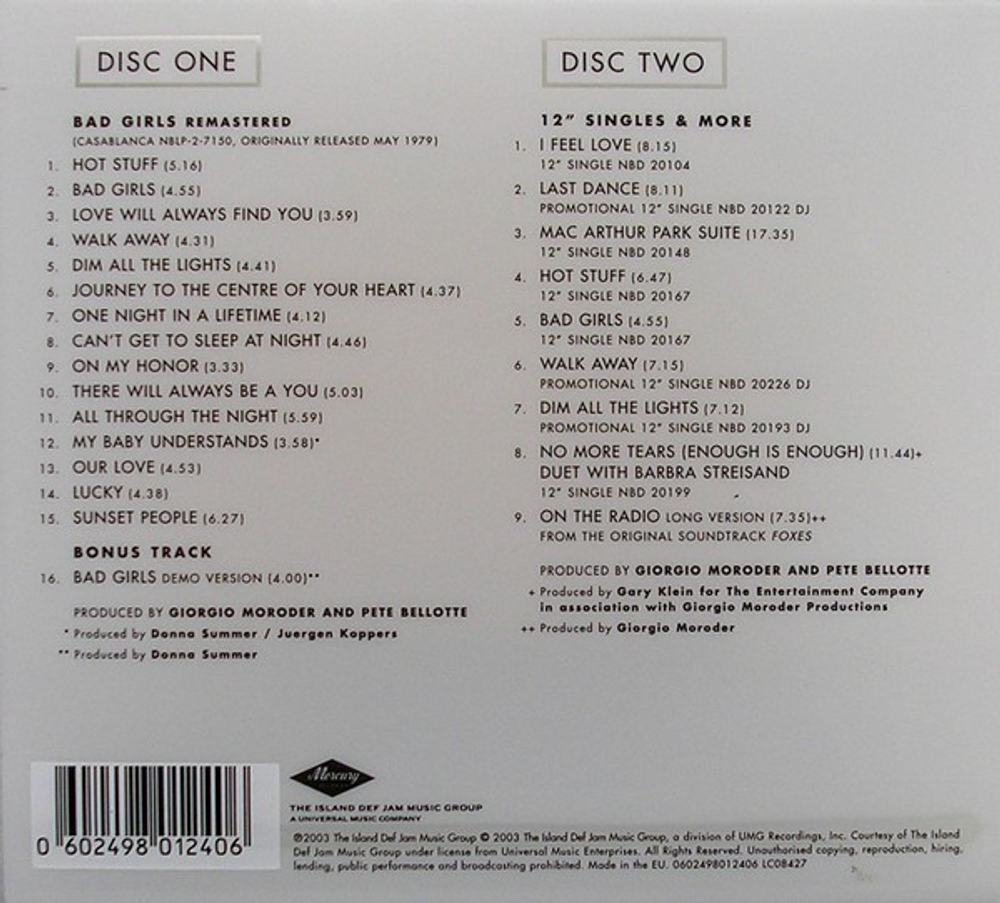 DISC ONE
BAD GIRLS REMASTERED
(CASABLANCA NBLP-2-7150, ORIGINALLY RELEASED MAY 1979)
1. HOT STUFF (5.16)
2. BAD GIRLS (4.55)
3. LOVE WILL ALWAYS FIND YOU (3.59)
4. WALK AWAY (4.31)
5. DIM ALL THE LIGHTS (4.41)
6. JOURNEY TO THE CENTRE OF YOUR HEART (4.37)
7. ONE NIGHT IN A LIFETIME (4.12)
8. CAN'T GET TO SLEEP AT NIGHT (4.46)
9. ON MY HONOR (3.33)
10. THERE WILL ALWAYS BE A YOU (5.03)
11. ALL THROUGH THE NIGHT (5.59)
12. MY BABY UNDERSTANDS (3.58)*
13. OUR LOVE (4.53)
14. LUCKY (4.38)
15. SUNSET PEOPLE (6.27)
BONUS TRACK
16. BAD GIRLS DEMO VERSION (4.00)**
PRODUCED BY GIORGIO MORODER AND PETE BELLOTTE
* Produced by Donna Summer / Juergen Koppers
** Produced by Donna Summer
DISC TWO
12" SINGLES & MORE
1. I FEEL LOVE (8.15)
12" SINGLE NBD 20104
2. LAST DANCE (8.11)
PROMOTIONAL 12" SINGLE NBD 20122 DJ
3. MAC ARTHUR PARK SUITE (17.35)
12" SINGLE NBD 20148
4. HOT STUFF (6.47)
12" SINGLE NBD 20167
5. BAD GIRLS (4.55)
12" SINGLE NBD 20167
6. WALK AWAY (7.15)
PROMOTIONAL 12" SINGLE NBD 20226 DJ
7. DIM ALL THE LIGHTS (7.12)
PROMOTIONAL 12" SINGLE NBD 20193 DJ
8. NO MORE TEARS (ENOUGH IS ENOUGH) (11.44)+
DUET WITH BARBRA STREISAND
12" SINGLE NBD 20199
9. ON THE RADIO LONG VERSION (7.35)++
FROM THE ORIGINAL SOUNDTRACK FOXES
PRODUCED BY GIORGIO MORODER AND PETE BELLOTTE
+ Produced by Gary Klein for The Entertainment Company
in association with Giorgio Moroder Productions
++ Produced by Giorgio Moroder
0 602498 012406
Mercury
THE ISLAND DEF JAM MUSIC GROUP
A UNIVERSAL MUSIC COMPANY
℗2003 The Island Def Jam Music Group © 2003 The Island Def Jam Music Group, a division of UMG Recordings, Inc. Courtesy of The Island
Def Jam Music Group under license from Universal Music Enterprises. All Rights Reserved. Unauthorised copying, reproduction, hiring,
lending, public performance and broadcasting prohibited. Made in the EU. 0602498012406 LC08427